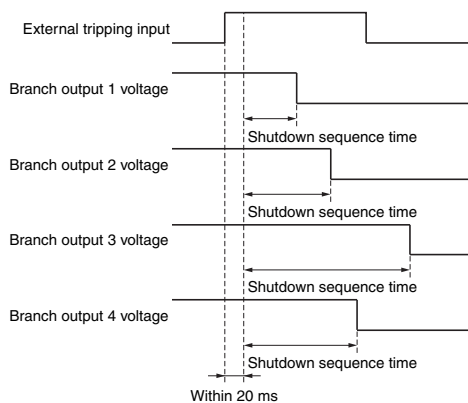 External tripping input
Branch output 1 voltage
Shutdown sequence time
Branch output 2 voltage
Shutdown sequence time
Branch output 3 voltage
Shutdown sequence time
Branch output 4 voltage
Shutdown sequence time
Within 20 ms